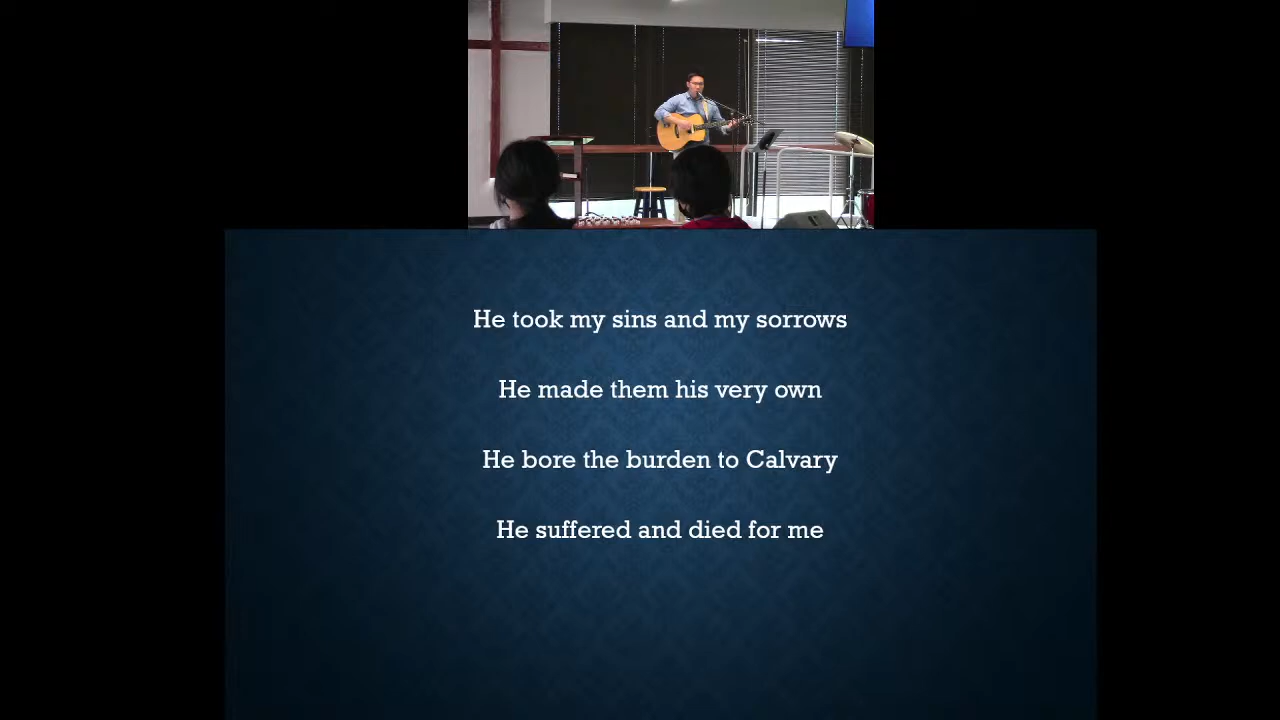 He took my sins and my sorrows
He made them his very own
He bore the burden to Calvary
He suffered and died for me